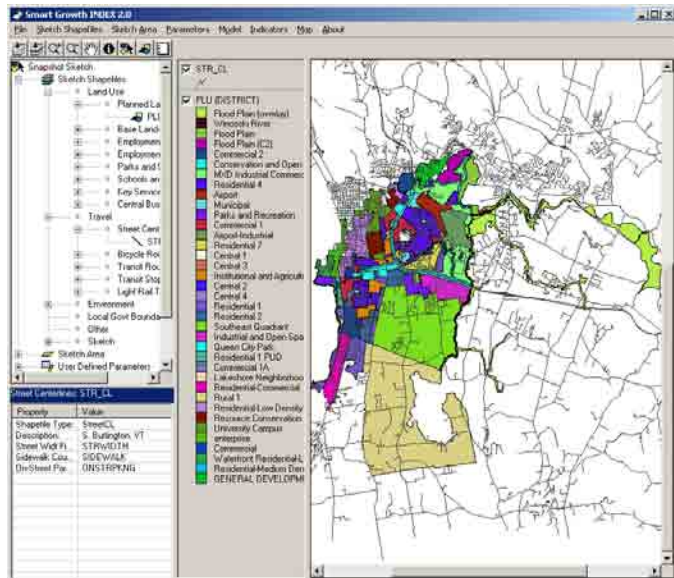 Smart Growth INDEX 2.0
File Sketch Shapefiles Sketch Area Parameters Model Indicators Map About
Snapshot Sketch
Sketch Shapefiles
Land Use
Planned La
PLU
Base Land
Employmen
Employmen
Parks and S
Schools an
Key Service
Central Bus
Travel
Street Cent
STR
Bicycle Rou
Transit Rou
Transit Stop
Light Rail T
Environment
Local Govt Bounda
Other
Sketch
Sketch Area
User Defined Parameters
Street Centerlines: STR_CL
Property Value
Shapefile Type: StreetCL
Description: S. Burlington, VT
Street Widt Fi STRWIDTH
Sidewalk Cou SIDEWALK
On-Street Par ONSTRPKNG
STR_CL
PLU (DISTRICT)
Flood Plain (overlay)
Winooski River
Flood Plain
Flood Plain (C2)
Commercial 2
Conservation and Open
MXD Industrial Commerc
Residential 4
Airport
Municipal
Parks and Recreation
Commercial 1
Airport-Industrial
Residential 7
Central 1
Central 3
Institutional and Agricult
Central 2
Central 4
Residential 1
Residential 2
Southeast Quadrant
Industrial and Open Spa
Queen City Park
Residential 1 PUD
Commercial 1A
Lakeshore Neighborhoo
Residential-Commercial
Rural 1
Residential-Low Density
Resource Conservation
University Campus
enterprise
Commercial
Waterfront Residential-L
Residential-Medium Den
GENERAL DEVELOPM